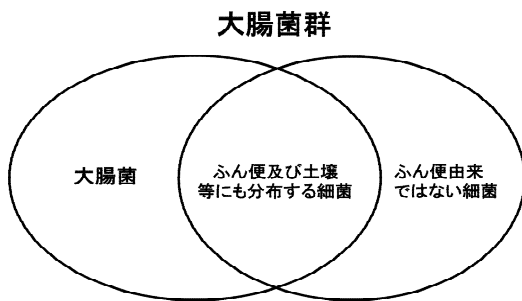 大腸菌群
大腸菌
ふん便及び土壌
等にも分布する細菌
ふん便由来
ではない細菌